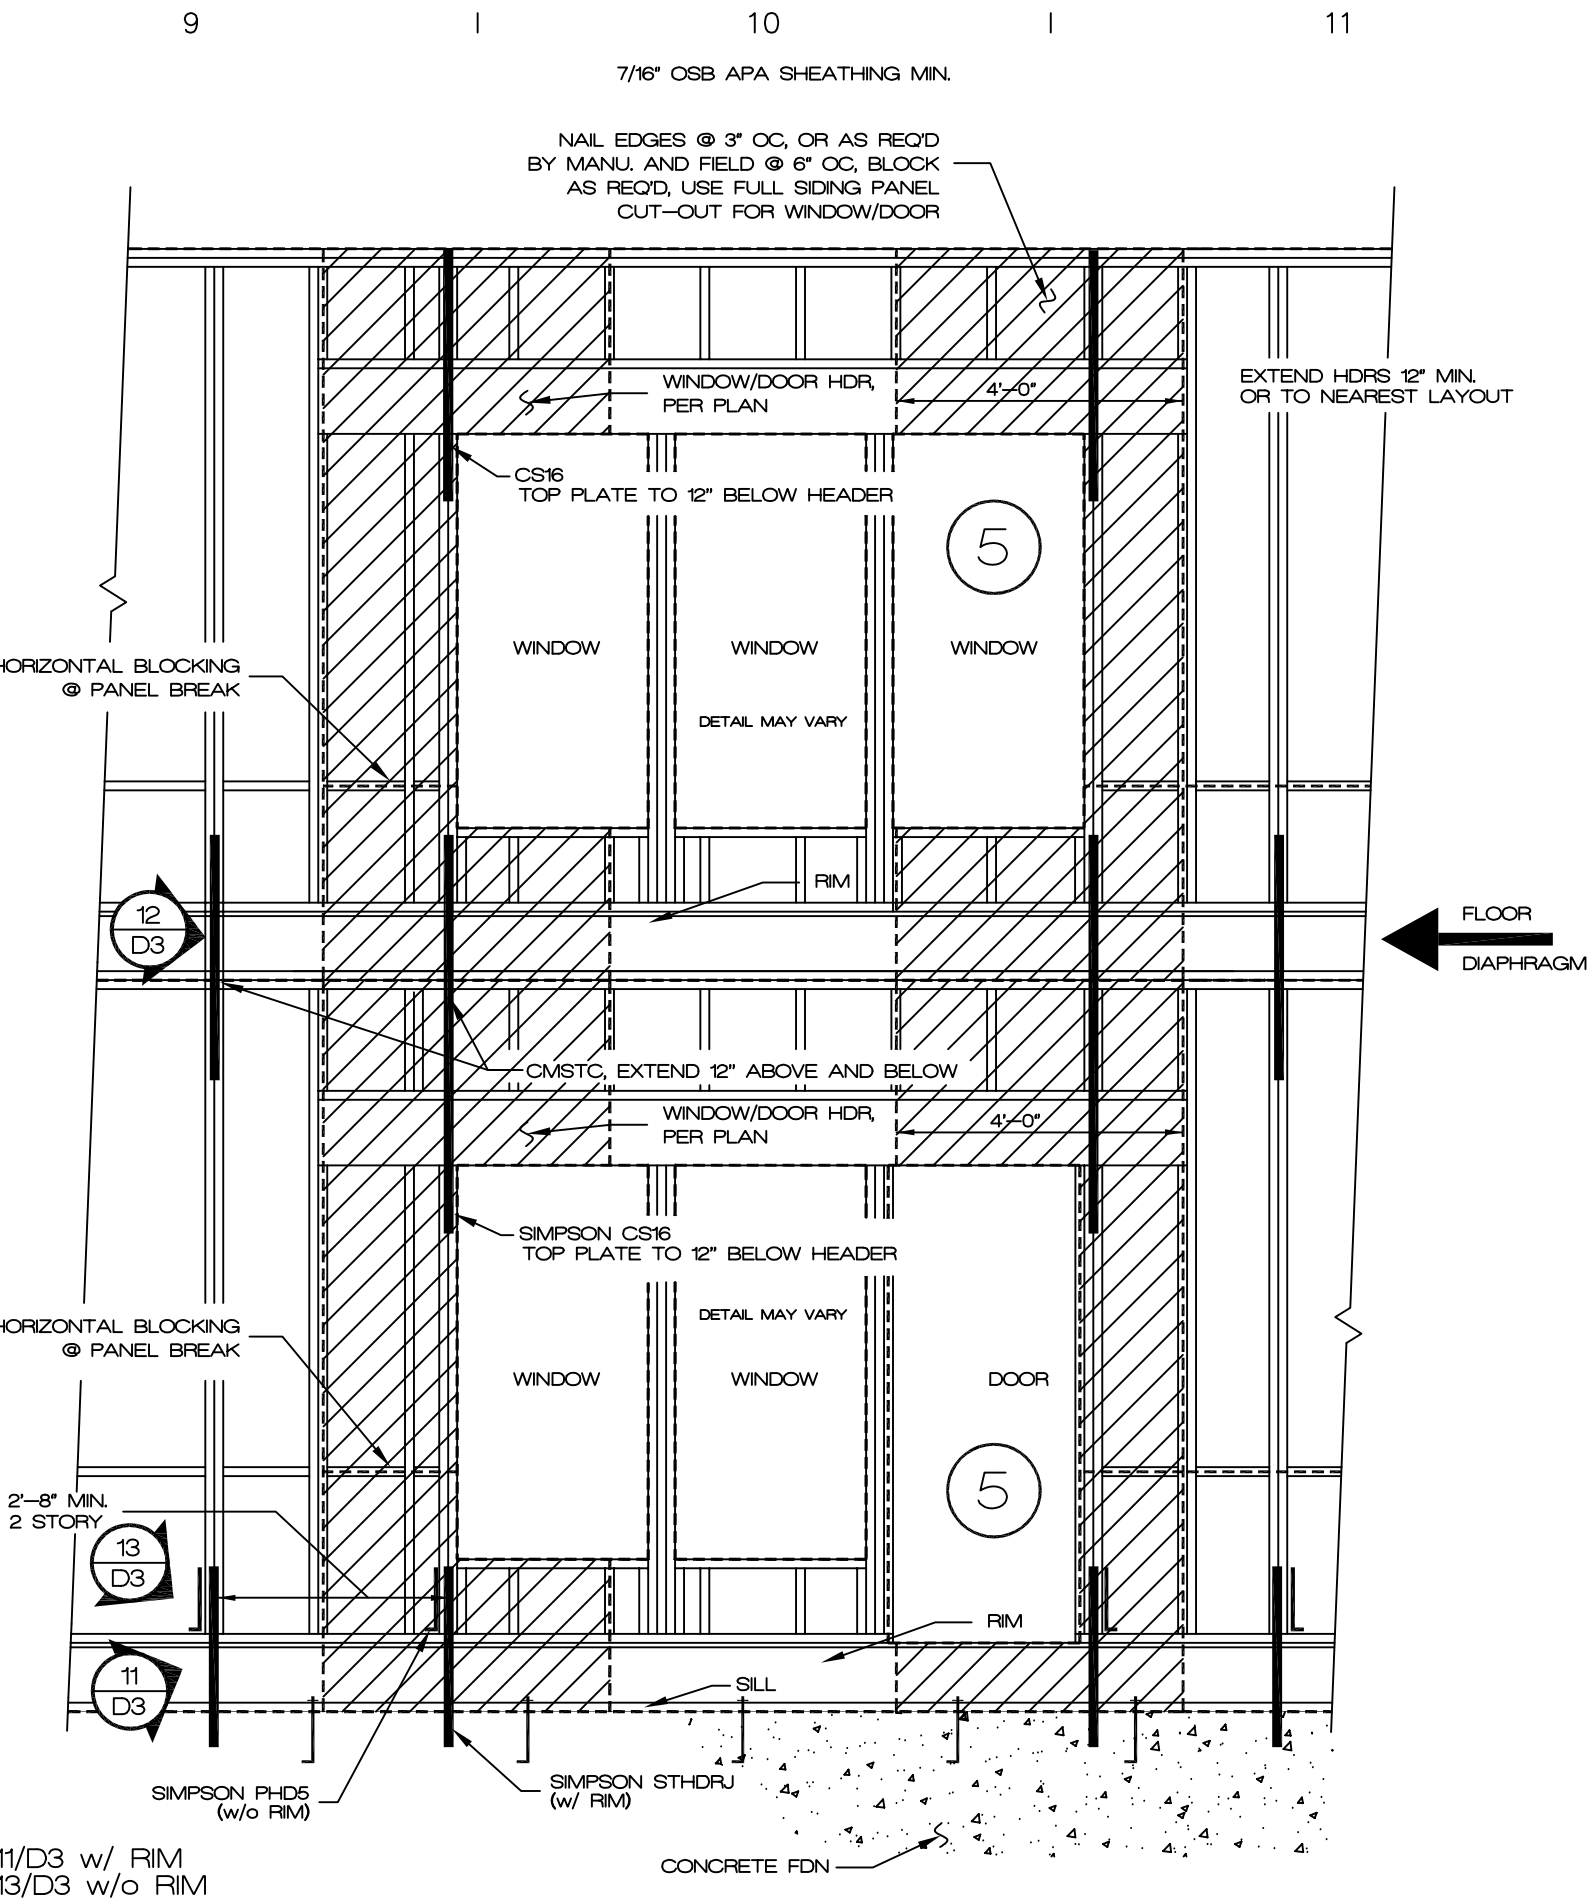 9 | 10 | 11
7/16" OSB APA SHEATHING MIN.
NAIL EDGES @ 3" OC, OR AS REQ'D
BY MANU. AND FIELD @ 6" OC, BLOCK
AS REQ'D, USE FULL SIDING PANEL
CUT-OUT FOR WINDOW/DOOR
WINDOW/DOOR HDR,
PER PLAN
4'-0"
EXTEND HDRS 12" MIN.
OR TO NEAREST LAYOUT
CS16
TOP PLATE TO 12" BELOW HEADER
5
WINDOW
WINDOW
WINDOW
HORIZONTAL BLOCKING
@ PANEL BREAK
DETAIL MAY VARY
RIM
12
D3
FLOOR
DIAPHRAGM
CMSTC, EXTEND 12" ABOVE AND BELOW
WINDOW/DOOR HDR,
PER PLAN
4'-0"
SIMPSON CS16
TOP PLATE TO 12" BELOW HEADER
DETAIL MAY VARY
HORIZONTAL BLOCKING
@ PANEL BREAK
WINDOW
WINDOW
DOOR
5
2'-8" MIN.
2 STORY
13
D3
RIM
11
D3
SILL
SIMPSON PHD5
(w/o RIM)
SIMPSON STHDRJ
(w/ RIM)
CONCRETE FDN
11/D3 w/ RIM
13/D3 w/o RIM